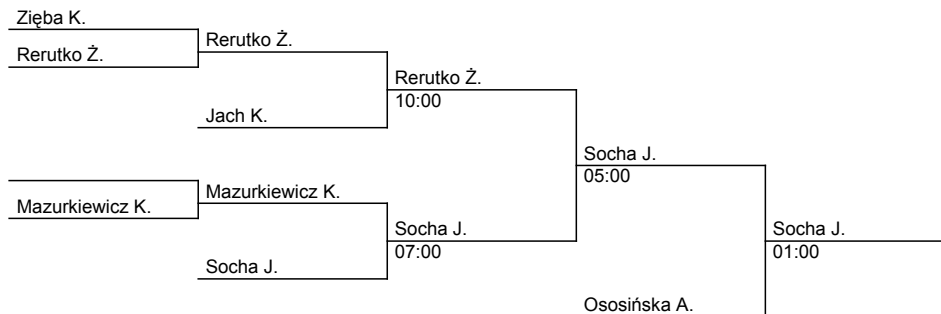 Zięba K.
Rerutko Ż.
Rerutko Ż.
Rerutko Ż.
10:00
Jach K.
Socha J.
05:00
Mazurkiewicz K.
Mazurkiewicz K.
Socha J.
07:00
Socha J.
01:00
Socha J.
Ososińska A.